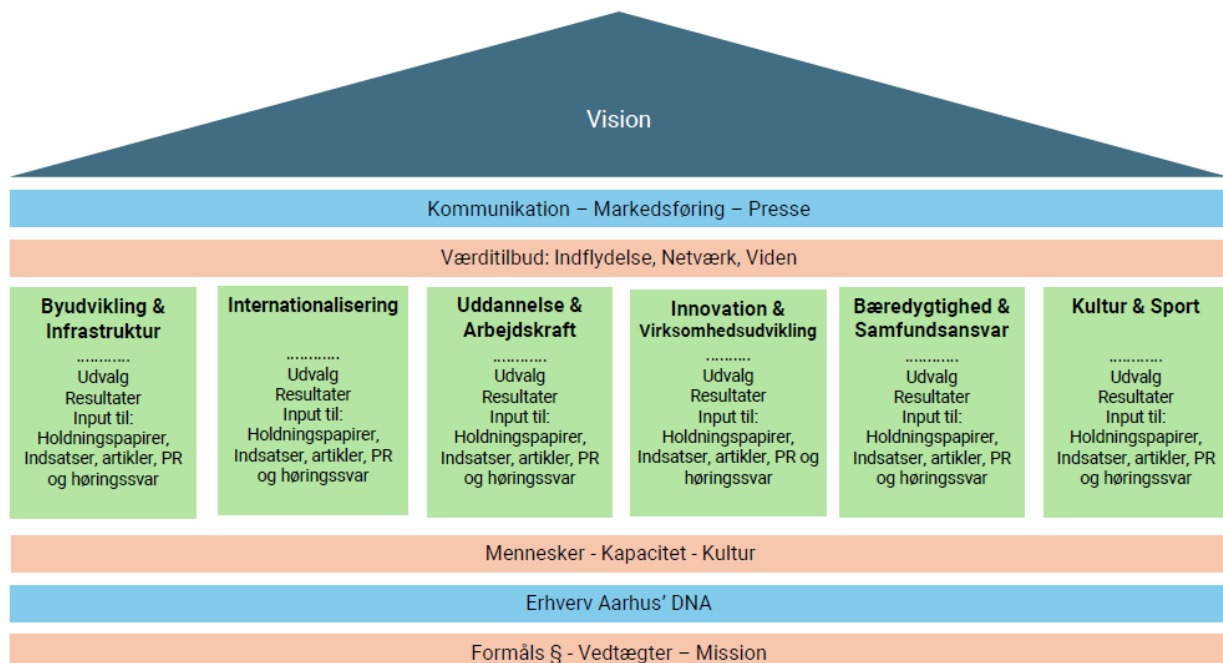 Vision
Kommunikation – Markedsføring – Presse
Værditilbud: Indflydelse, Netværk, Viden
Byudvikling &
Infrastruktur
............
Udvalg
Resultater
Input til:
Holdningspapirer,
Indsatser, artikler, PR
og høringssvar
Internationalisering
............
Udvalg
Resultater
Input til:
Holdningspapirer,
Indsatser, artikler, PR
og høringssvar
Uddannelse &
Arbejdskraft
............
Udvalg
Resultater
Input til:
Holdningspapirer,
Indsatser, artikler, PR
og høringssvar
Innovation &
Virksomhedsudvikling
..........
Udvalg
Resultater
Input til:
Holdningspapirer,
Indsatser, artikler, PR og
høringssvar
Bæredygtighed &
Samfundsansvar
............
Udvalg
Resultater
Input til:
Holdningspapirer,
Indsatser, artikler, PR
og høringssvar
Kultur & Sport
............
Udvalg
Resultater
Input til:
Holdningspapirer,
Indsatser, artikler, PR
og høringssvar
Mennesker - Kapacitet - Kultur
Erhverv Aarhus’ DNA
Formåls § - Vedtægter – Mission